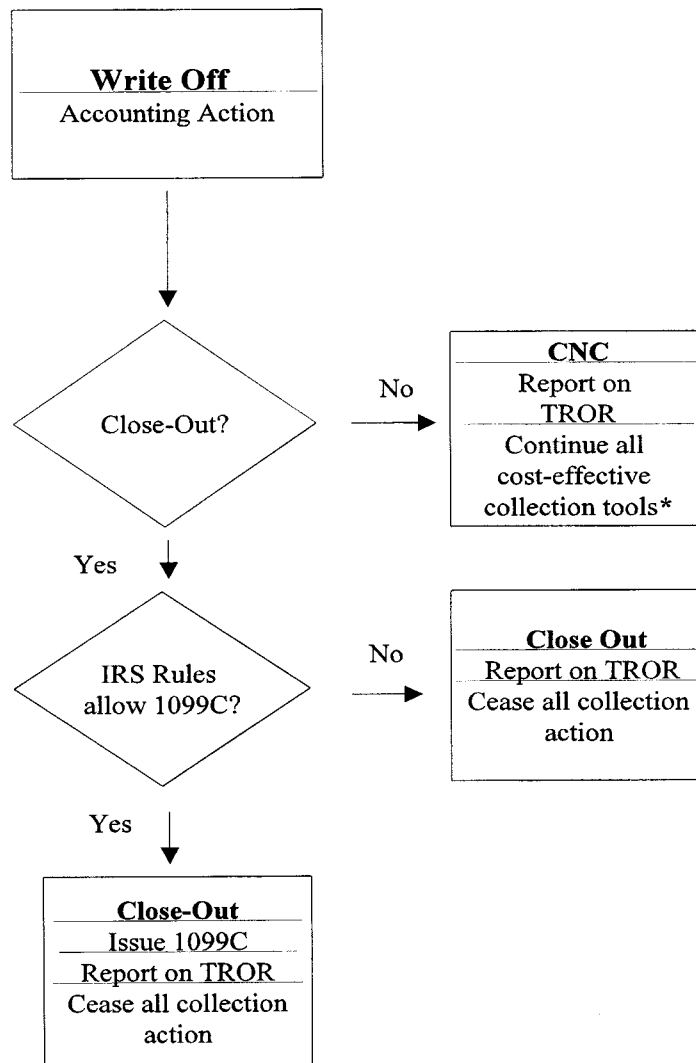 Write Off
Accounting Action
Close-Out?
No
CNC
Report on
TROR
Continue all
cost-effective
collection tools*
Yes
IRS Rules
allow 1099C?
No
Close Out
Report on TROR
Cease all collection
action
Yes
Close-Out
Issue 1099C
Report on TROR
Cease all collection
action